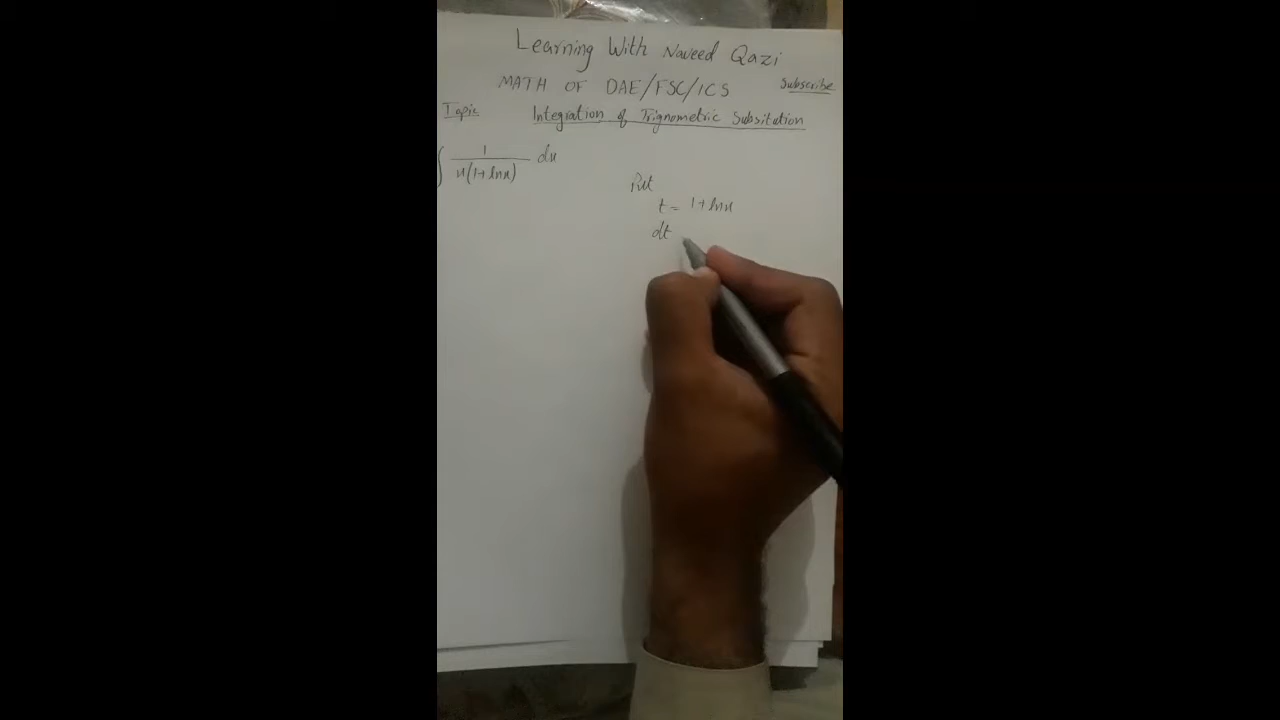 Learning With Naveed Qazi
MATH OF DAE/FSC/ICS
Subscribe
Topic
Integration of Trignometric Subsitution
∫ 1/x(1+lnx) dx
Put
t = 1+lnx
dt